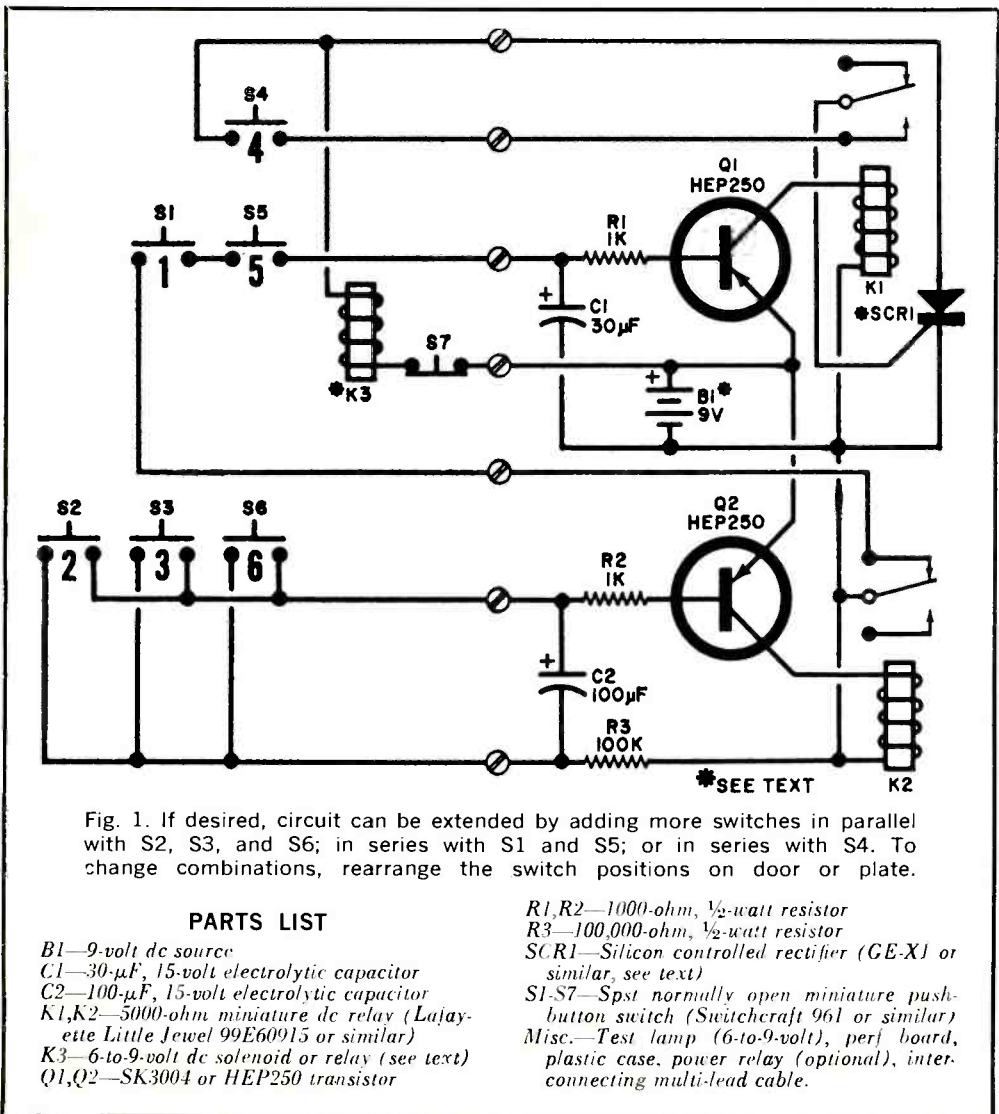 S4
4
Q1
HEP250
S1
S5
R1
1K
1
5
K1
+
C1
30µF
*SCR1
S7
+
*K3
B1*
9V
S2
S3
S6
Q2
HEP250
2
3
6
R2
1K
+
C2
100µF
R3
100K
*SEE TEXT
K2
Fig. 1. If desired, circuit can be extended by adding more switches in parallel
with S2, S3, and S6; in series with S1 and S5; or in series with S4. To
change combinations, rearrange the switch positions on door or plate.
PARTS LIST
B1—9-volt dc source
C1—30-µF, 15-volt electrolytic capacitor
C2—100-µF, 15-volt electrolytic capacitor
K1,K2—5000-ohm miniature dc relay (Lafay-
ette Little Jewel 99E60915 or similar)
K3—6-to-9-volt dc solenoid or relay (see text)
Q1,Q2—SK3004 or HEP250 transistor
R1,R2—1000-ohm, ½-watt resistor
R3—100,000-ohm, ½-watt resistor
SCR1—Silicon controlled rectifier (GE-X1 or
similar, see text)
S1-S7—Spst normally open miniature push-
button switch (Switchcraft 961 or similar)
Misc.—Test lamp (6-to-9-volt), perf board,
plastic case, power relay (optional), inter-
connecting multi-lead cable.